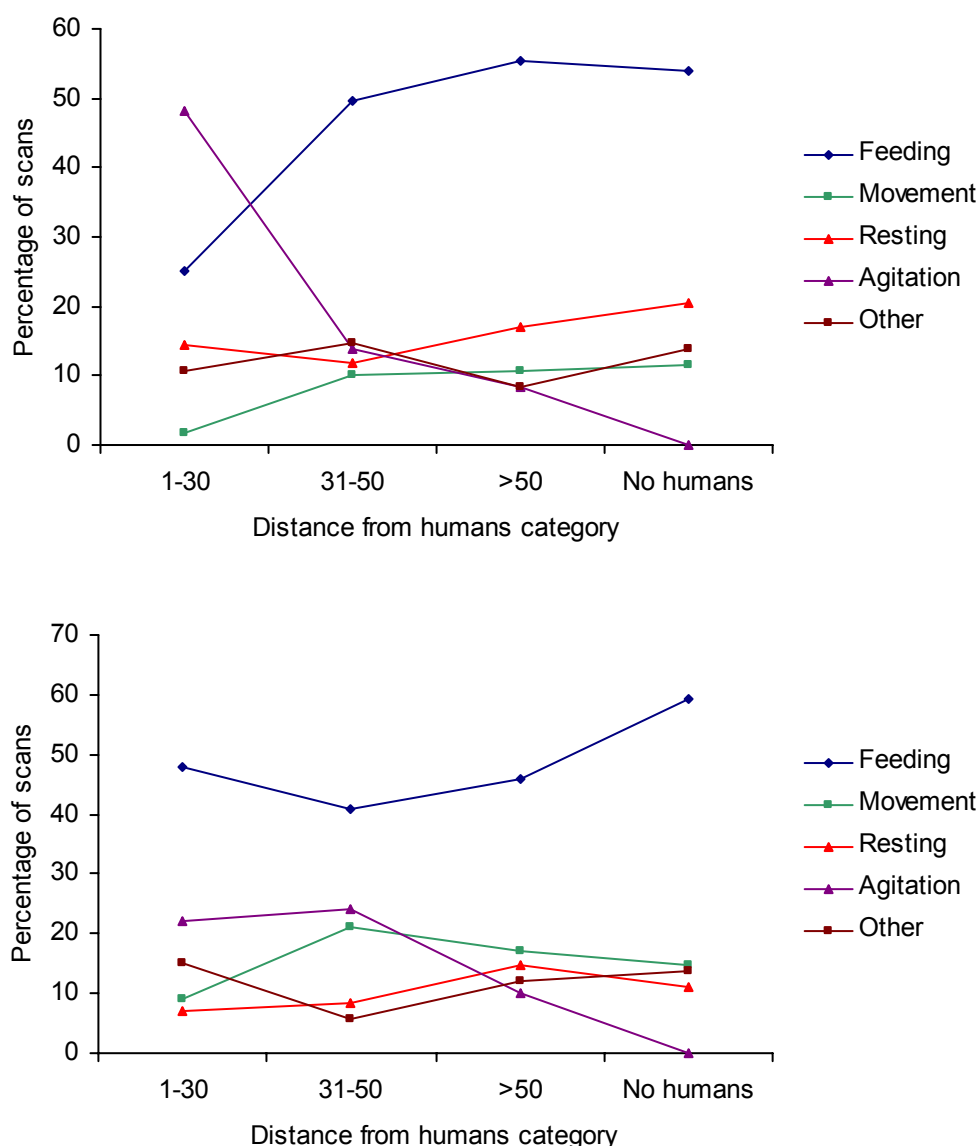 60
50
40
30
20
10
0
Percentage of scans
1-30 31-50 >50 No humans
Distance from humans category
Feeding
Movement
Resting
Agitation
Other
70
60
50
40
30
20
10
0
Percentage of scans
1-30 31-50 >50 No humans
Distance from humans category
Feeding
Movement
Resting
Agitation
Other